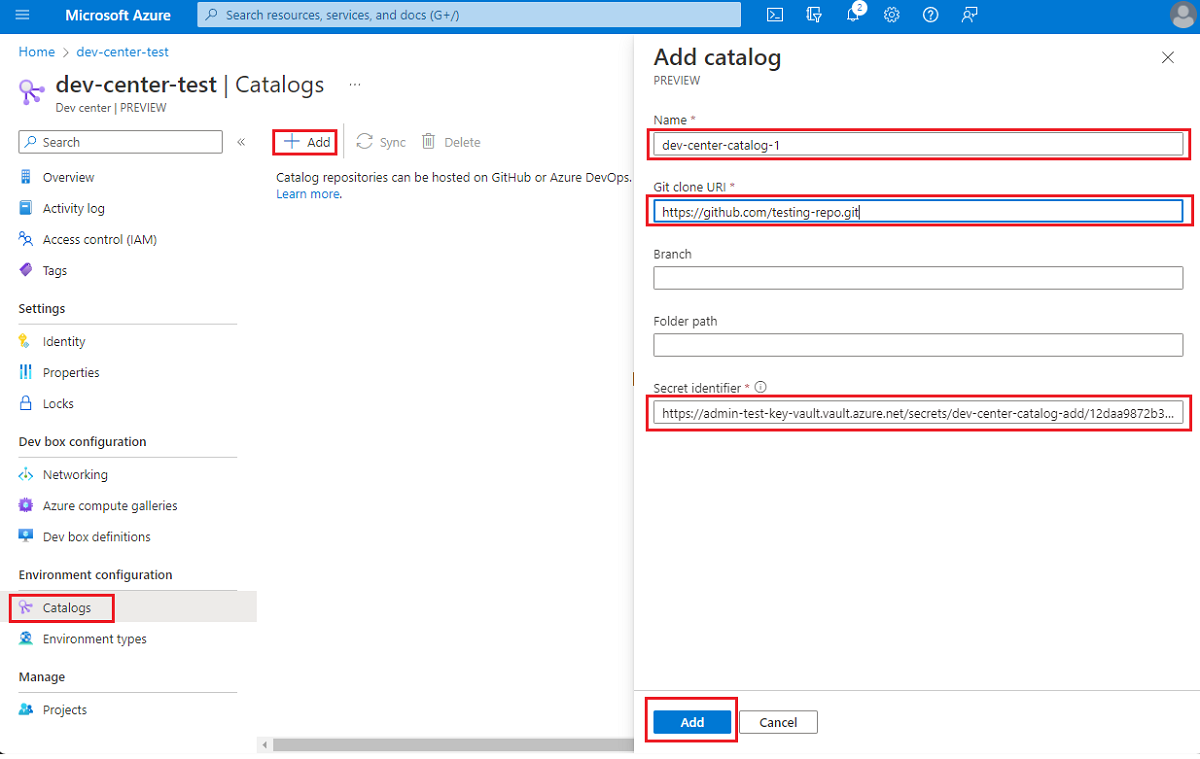 Microsoft Azure
Search resources, services, and docs (G+/)
2
Home > dev-center-test
dev-center-test | Catalogs ...
Dev center | PREVIEW
Search «
Overview
Activity log
Access control (IAM)
Tags
Settings
Identity
Properties
Locks
Dev box configuration
Networking
Azure compute galleries
Dev box definitions
Environment configuration
Catalogs
Environment types
Manage
Projects
+ Add Sync Delete
Catalog repositories can be hosted on GitHub or Azure DevOps.
Learn more.
Add catalog
PREVIEW
Name *
dev-center-catalog-1
Git clone URI *
https://github.com/testing-repo.git
Branch
Folder path
Secret identifier *
https://admin-test-key-vault.vault.azure.net/secrets/dev-center-catalog-add/12daa9872b3...
Add Cancel